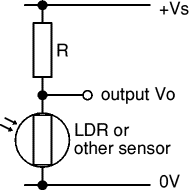 +Vs
R
output Vo
LDR or
other sensor
0V